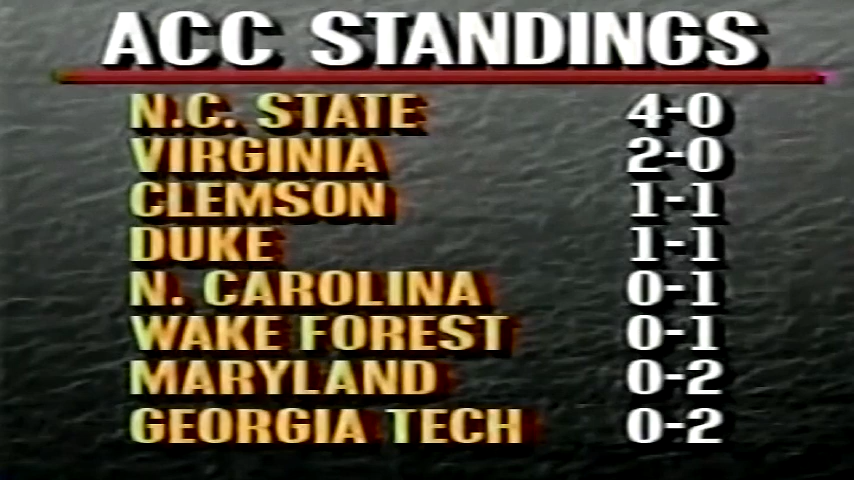 ACC STANDINGS
N.C. STATE 4-0
VIRGINIA 2-0
CLEMSON 1-1
DUKE 1-1
N. CAROLINA 0-1
WAKE FOREST 0-1
MARYLAND 0-2
GEORGIA TECH 0-2